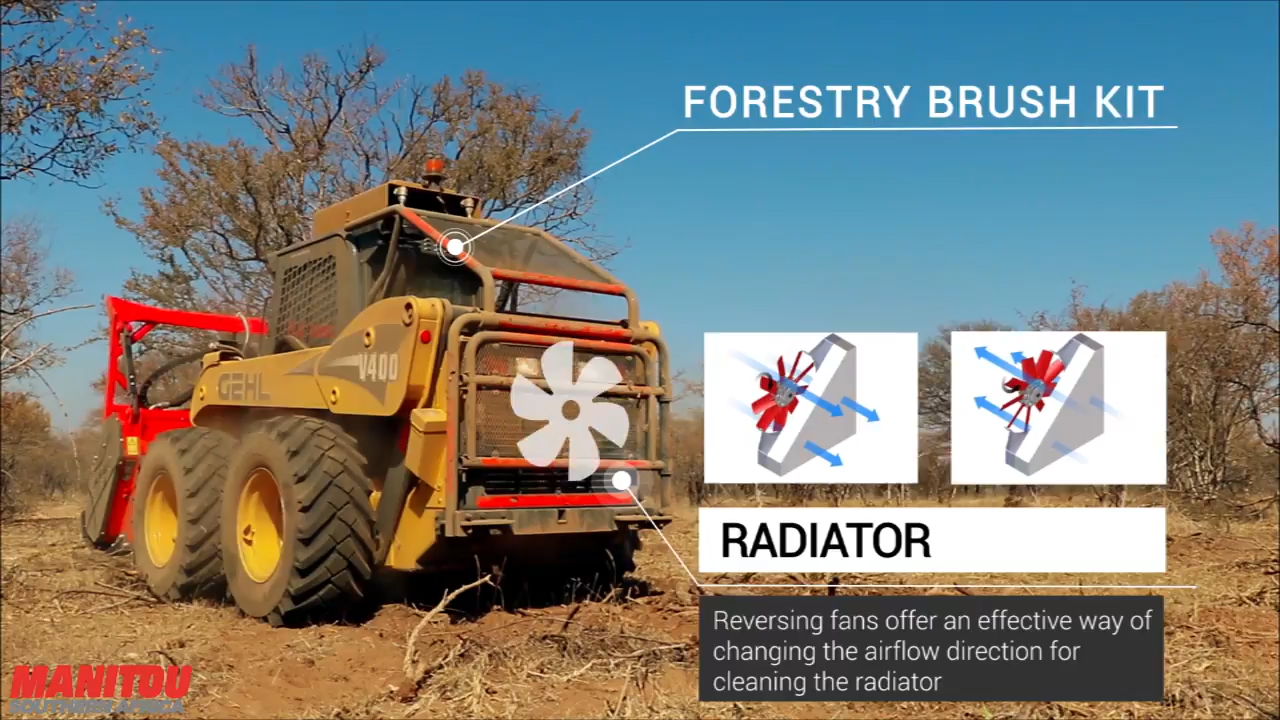 FORESTRY BRUSH KIT
V400
GEHL
RADIATOR
Reversing fans offer an effective way of
changing the airflow direction for
cleaning the radiator
MANITOU
SOUTHERN AFRICA